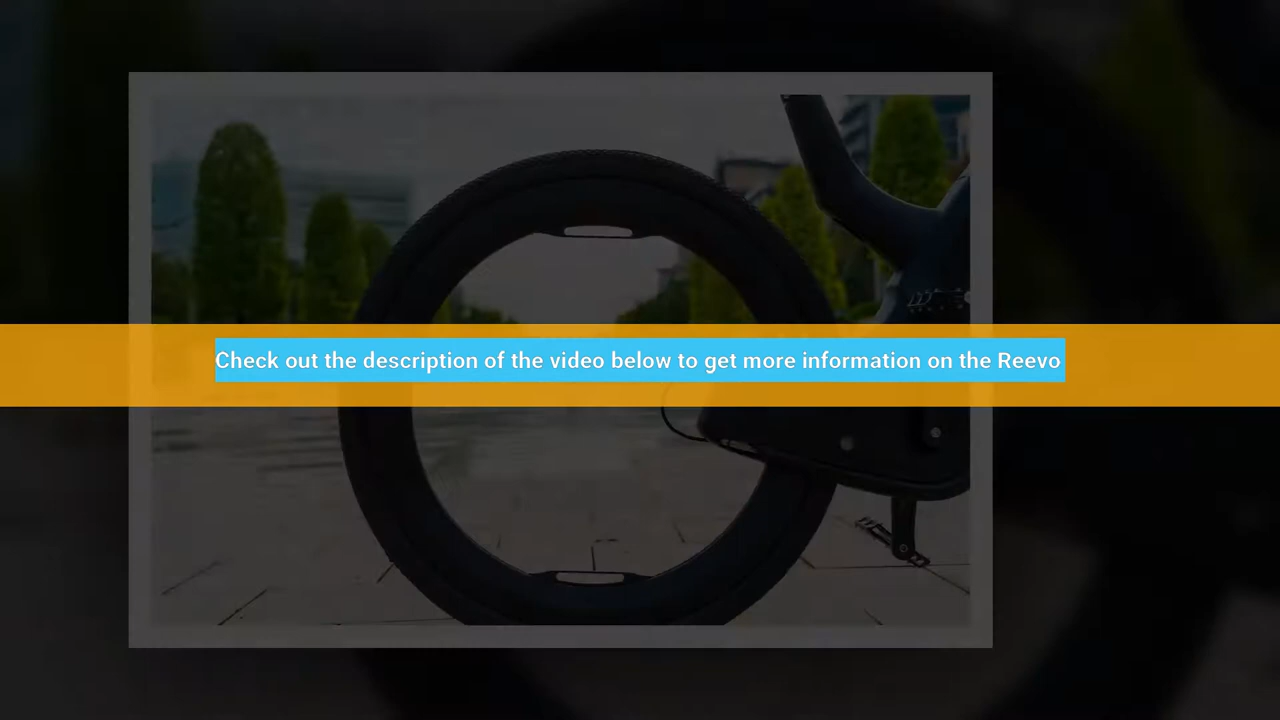 Check out the description of the video below to get more information on the Reevo